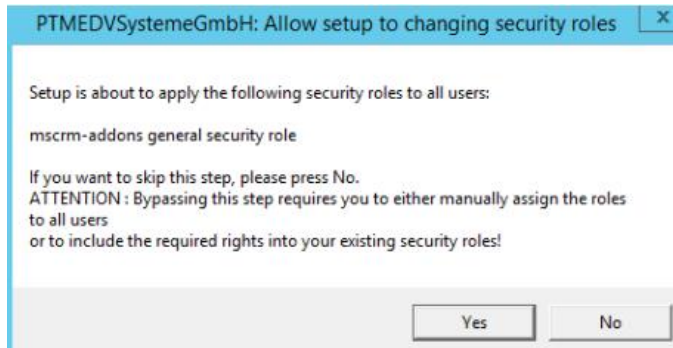 PTMEDVSystemeGmbH: Allow setup to changing security roles
x
Setup is about to apply the following security roles to all users:
mscrm-addons general security role
If you want to skip this step, please press No.
ATTENTION : Bypassing this step requires you to either manually assign the roles
to all users
or to include the required rights into your existing security roles!
Yes
No